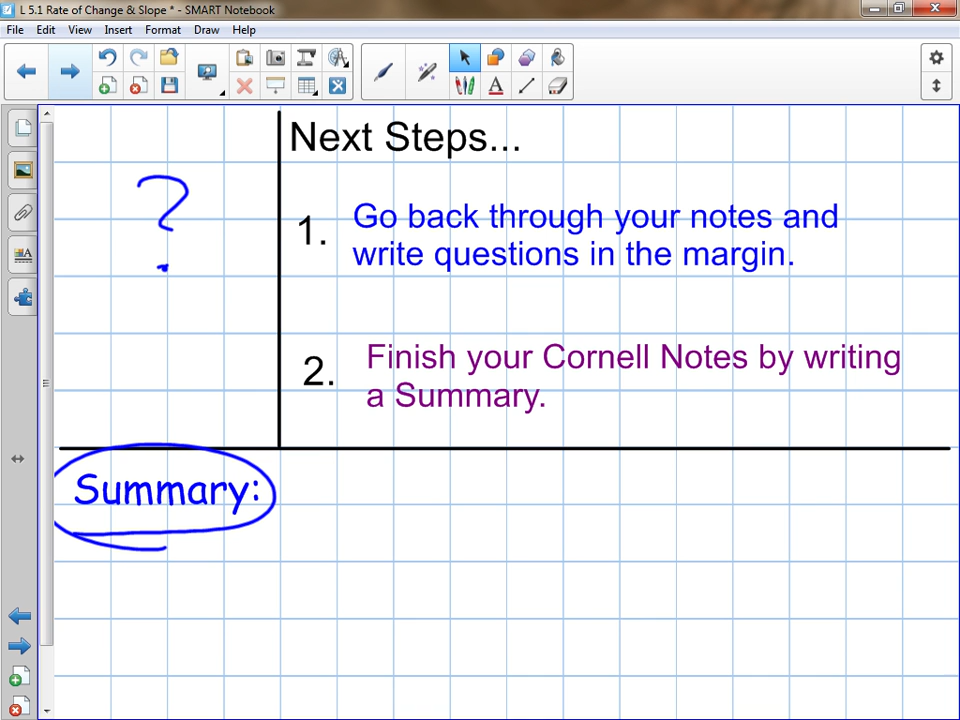 L 5.1 Rate of Change & Slope * - SMART Notebook
File Edit View Insert Format Draw Help
Next Steps...
?
1. Go back through your notes and
write questions in the margin.
2. Finish your Cornell Notes by writing
a Summary.
Summary: